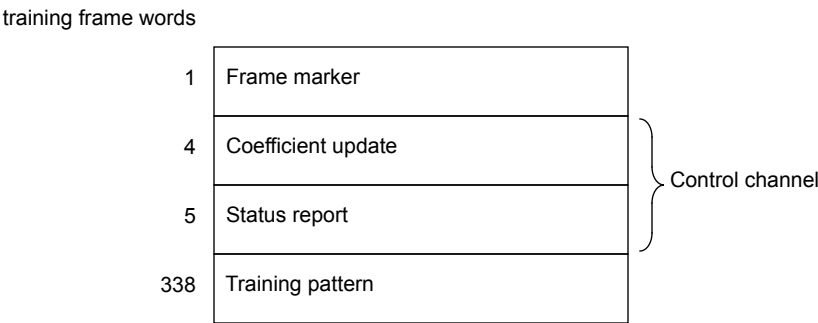 training frame words
1 Frame marker
4 Coefficient update
Control channel
5 Status report
338 Training pattern